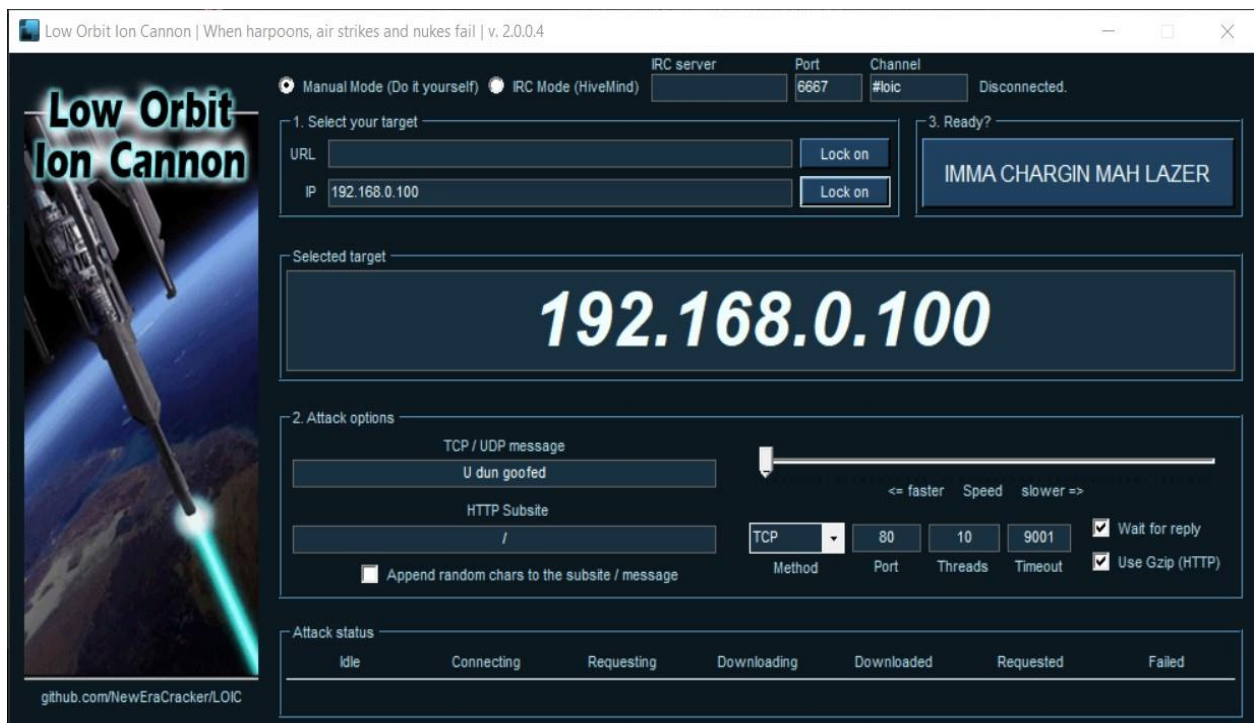 Low Orbit Ion Cannon | When harpoons, air strikes and nukes fail | v. 2.0.0.4
Low Orbit
Ion Cannon
github.com/NewEraCracker/LOIC
IRC server Port Channel
Manual Mode (Do it yourself) IRC Mode (HiveMind) 6667 #loic Disconnected.
1. Select your target
URL Lock on
IP 192.168.0.100 Lock on
3. Ready?
IMMA CHARGIN MAH LAZER
Selected target
192.168.0.100
2. Attack options
TCP / UDP message
U dun goofed
HTTP Subsite
/
Append random chars to the subsite / message
<= faster Speed slower =>
TCP 80 10 9001
Method Port Threads Timeout
Wait for reply
Use Gzip (HTTP)
Attack status
Idle Connecting Requesting Downloading Downloaded Requested Failed